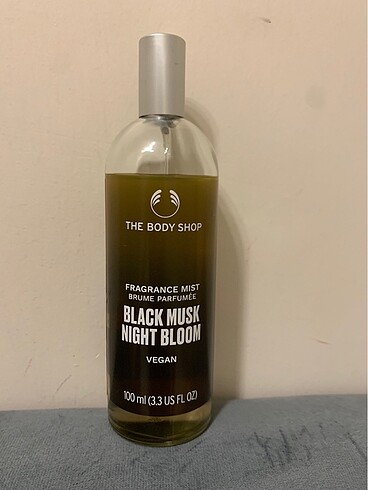 THE BODY SHOP
FRAGRANCE MIST
BRUME PARFUMÉE
BLACK MUSK
NIGHT BLOOM
VEGAN
100 ml (3.3 US FL OZ)